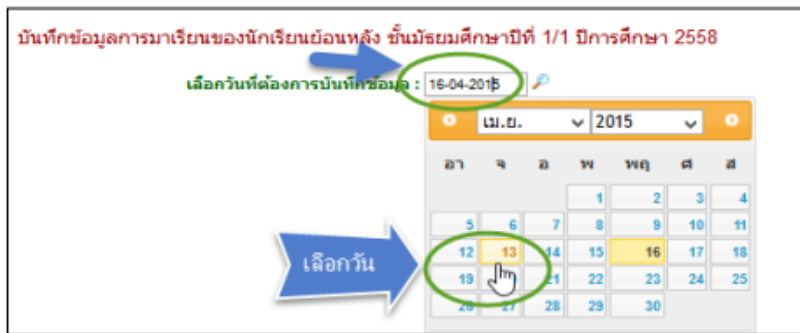 บันทึกข้อมูลการมาเรียนของนักเรียนย้อนหลัง ชั้นมัธยมศึกษาปีที่ 1/1 ปีการศึกษา 2558
เลือกวันที่ต้องการบันทึกข้อมูล : 16-04-2015
เม.ย. 2015
อา จ อ พ พฤ ศ ส
1 2 3 4
5 6 7 8 9 10 11
12 13 14 15 16 17 18
เลือกวัน
19 21 22 23 24 25
26 27 28 29 30